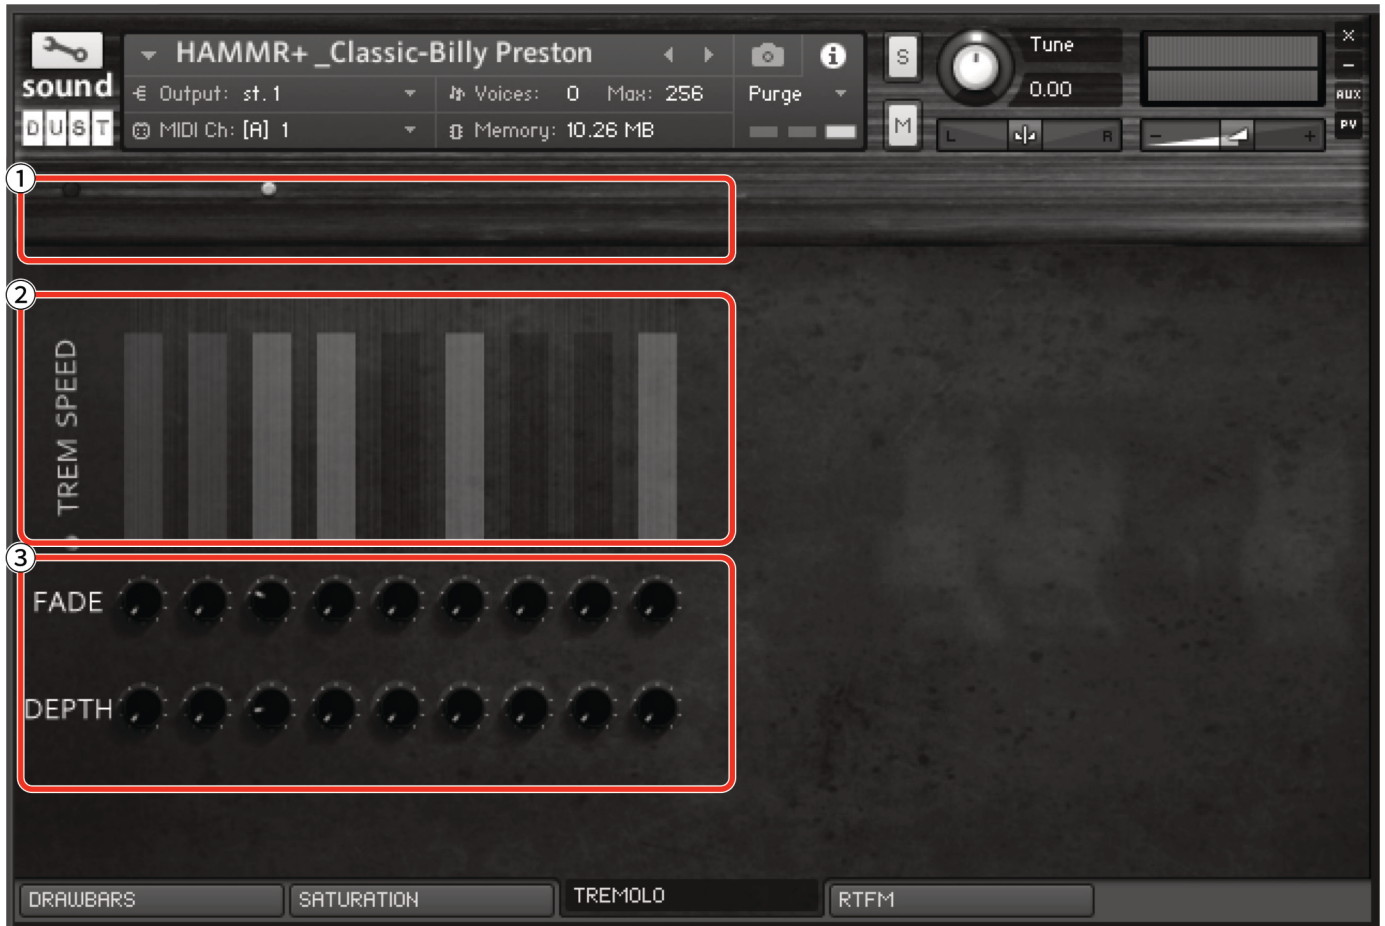 HAMMR+ _Classic-Billy Preston
i
sound
DUST
Output: st.1
Voices: 0 Max: 256
Purge
MIDI Ch: [A] 1
Memory: 10.26 MB
S
M
Tune
0.00
L
R
-
+
×
-
AUX
PV
1
2
TREM SPEED
3
FADE
DEPTH
DRAWBARS
SATURATION
TREMOLO
RTFM